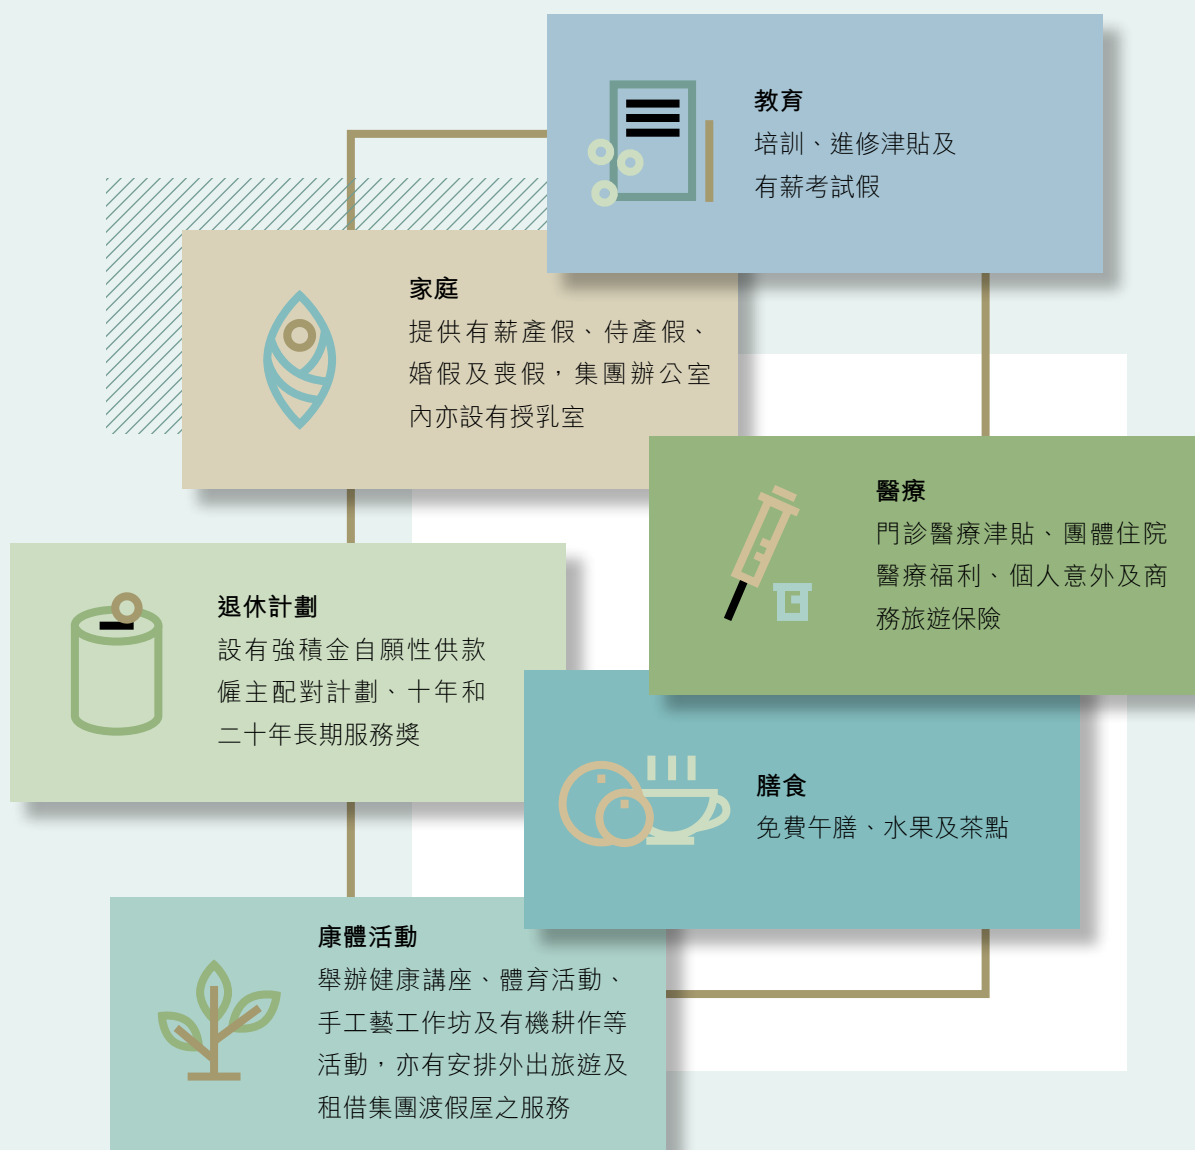 教育
培訓、進修津貼及
有薪考試假
家庭
提供有薪產假、侍產假、
婚假及喪假，集團辦公室
內亦設有授乳室
醫療
門診醫療津貼、團體住院
醫療福利、個人意外及商
務旅遊保險
退休計劃
設有強積金自願性供款
僱主配對計劃、十年和
二十年長期服務獎
膳食
免費午膳、水果及茶點
康體活動
舉辦健康講座、體育活動、
手工藝工作坊及有機耕作等
活動，亦有安排外出旅遊及
租借集團渡假屋之服務